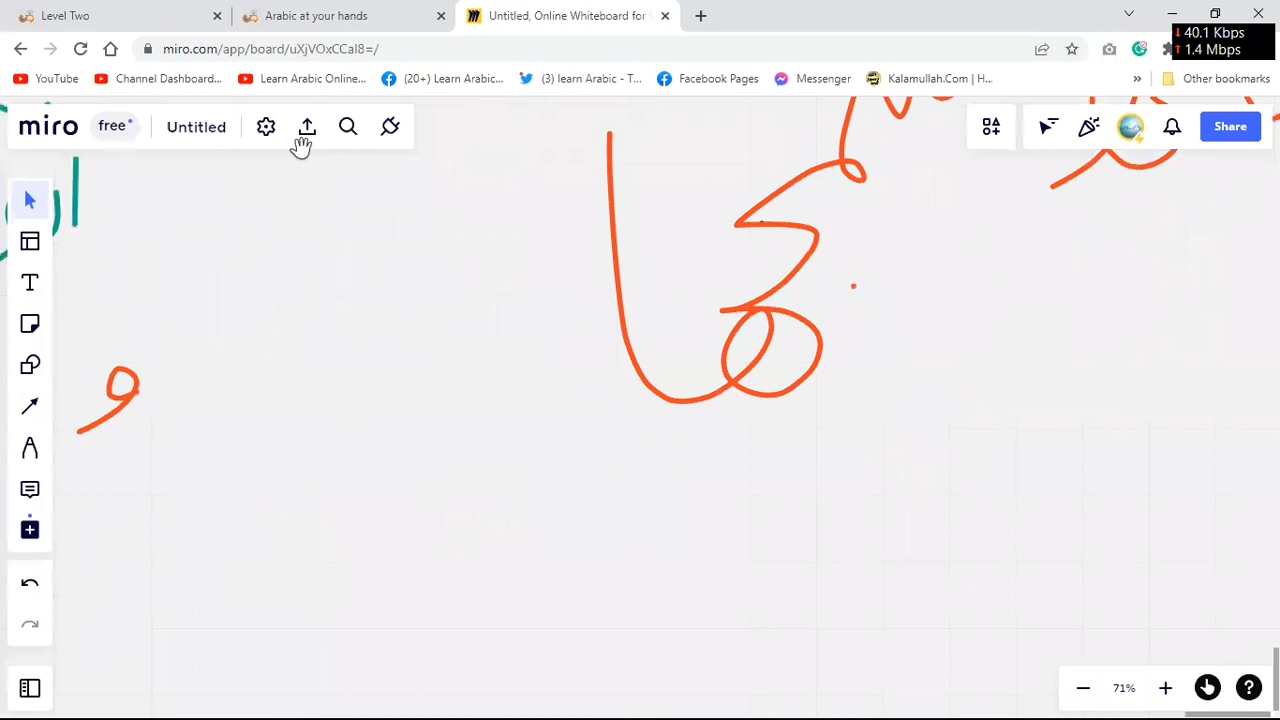 Level Two
Arabic at your hands
Untitled, Online Whiteboard for
40.1 Kbps
1.4 Mbps
miro.com/app/board/uXjVOxCCal8=/
YouTube
Channel Dashboard...
Learn Arabic Online...
(20+) Learn Arabic...
(3) learn Arabic - T...
Facebook Pages
Messenger
Kalamullah.Com | H...
»
Other bookmarks
miro
free
Untitled
Share
T
71%
?